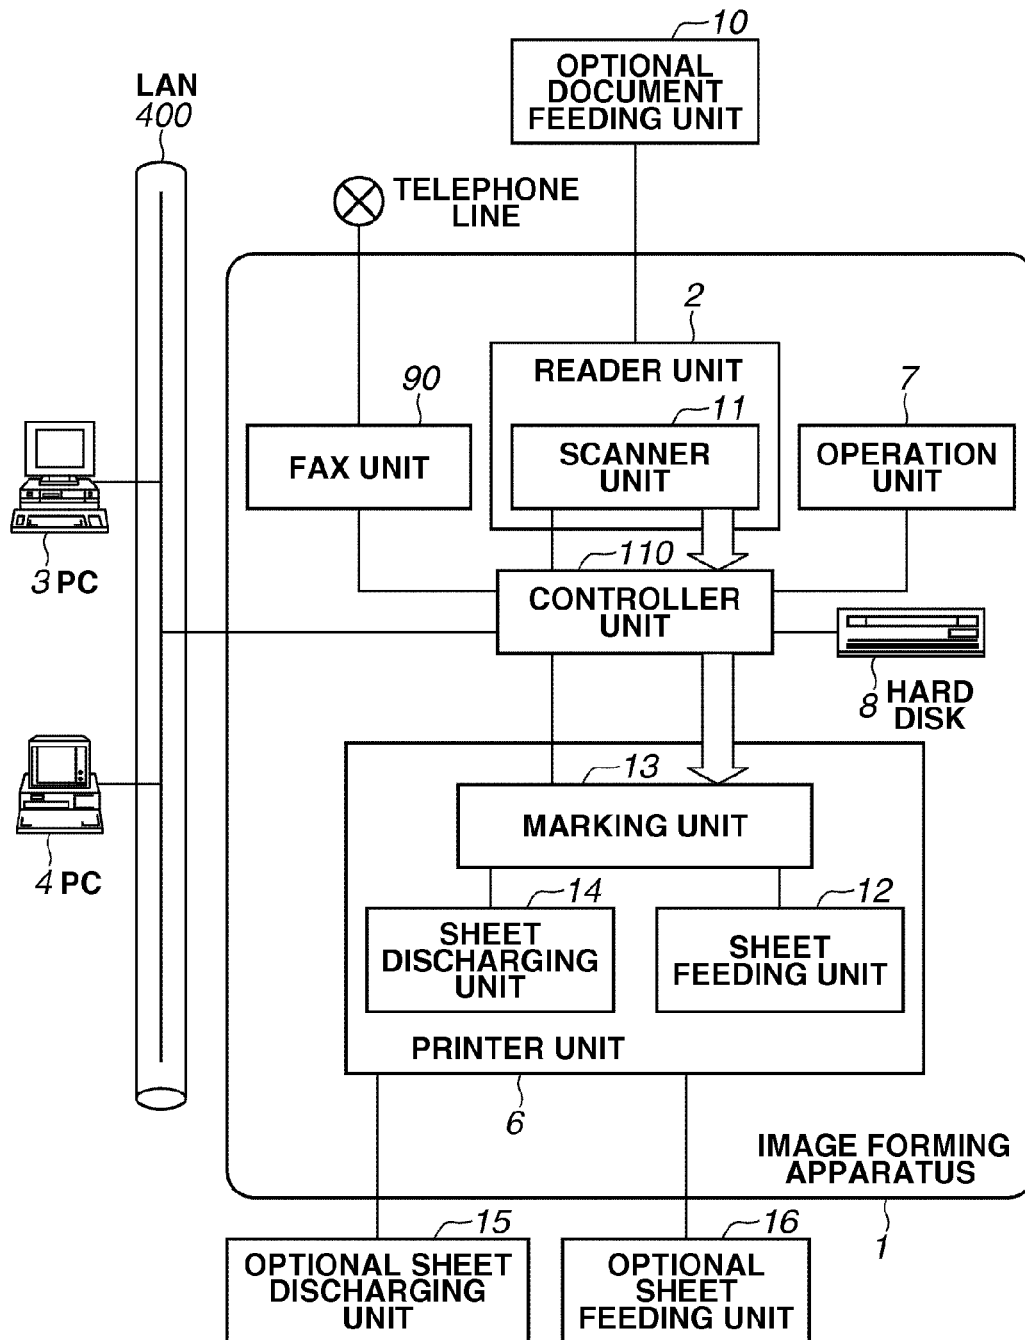 10
OPTIONAL
DOCUMENT
FEEDING UNIT
LAN
400
TELEPHONE
LINE
2
READER UNIT
90
FAX UNIT
11
SCANNER
UNIT
7
OPERATION
UNIT
3 PC
110
CONTROLLER
UNIT
8 HARD
DISK
4 PC
13
MARKING UNIT
14
SHEET
DISCHARGING
UNIT
12
SHEET
FEEDING UNIT
PRINTER UNIT
6
IMAGE FORMING
APPARATUS
1
15
OPTIONAL SHEET
DISCHARGING
UNIT
16
OPTIONAL
SHEET
FEEDING UNIT